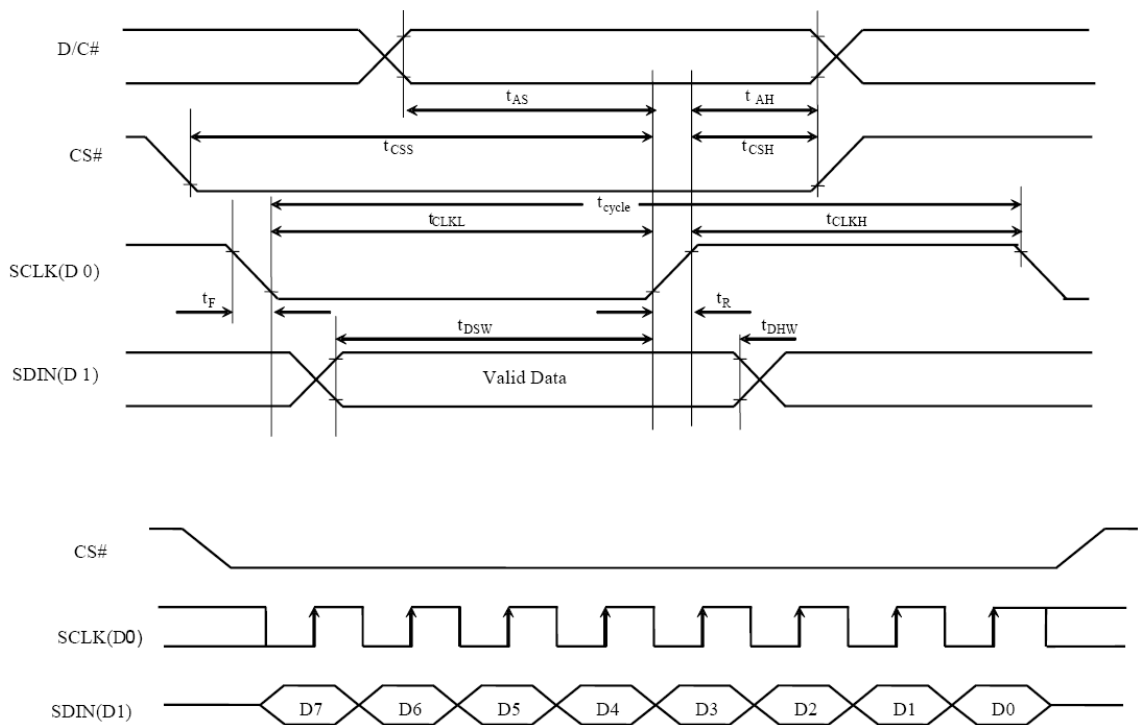 D/C#
tAS
t AH
CS#
tCSS
tCSH
tcycle
tCLKL
tCLKH
SCLK(D 0)
tF
tR
tDSW
tDHW
SDIN(D 1)
Valid Data
CS#
SCLK(D0)
SDIN(D1)
D7 D6 D5 D4 D3 D2 D1 D0